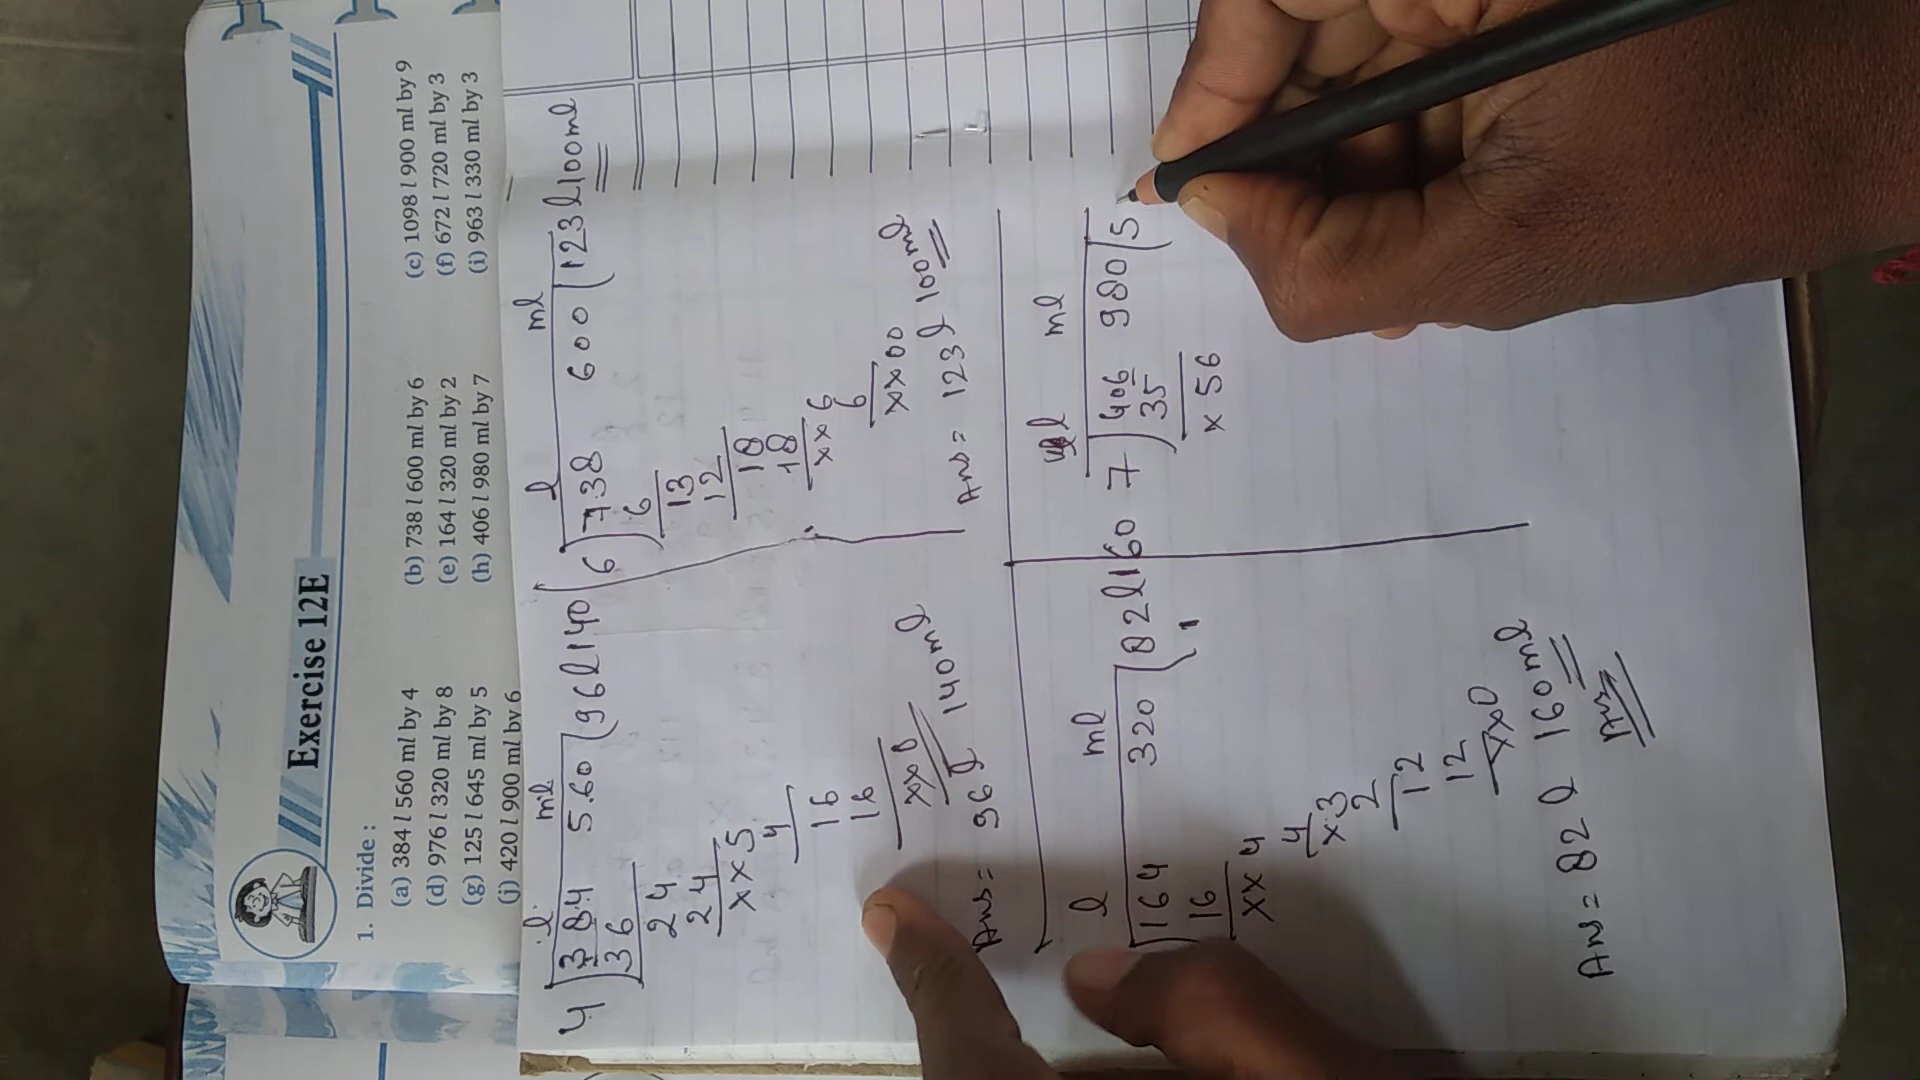 Exercise 12E
1. Divide :
(a) 384 l 560 ml by 4 (b) 738 l 600 ml by 6 (c) 1098 l 900 ml by 9
(d) 976 l 320 ml by 8 (e) 164 l 320 ml by 2 (f) 672 l 720 ml by 3
(g) 125 l 645 ml by 5 (h) 406 l 980 ml by 7 (i) 963 l 330 ml by 3
(j) 420 l 900 ml by 6
l ml
4 ) 384 560 ( 96 l 140
36
24
24
xx5
4
16
16
xx0
Ans = 96 l 140 ml
l ml
6 ) 738 600 ( 123 l 100 ml
6
13
12
18
18
xx6
6
xx00
Ans = 123 l 100 ml
l ml
) 164 320 ( 82 l 160
16
xx4
4
x3
2
12
12
xx0
Ans = 82 l 160 ml
Ans
l ml
7 ) 406 980 ( 5
35
x56